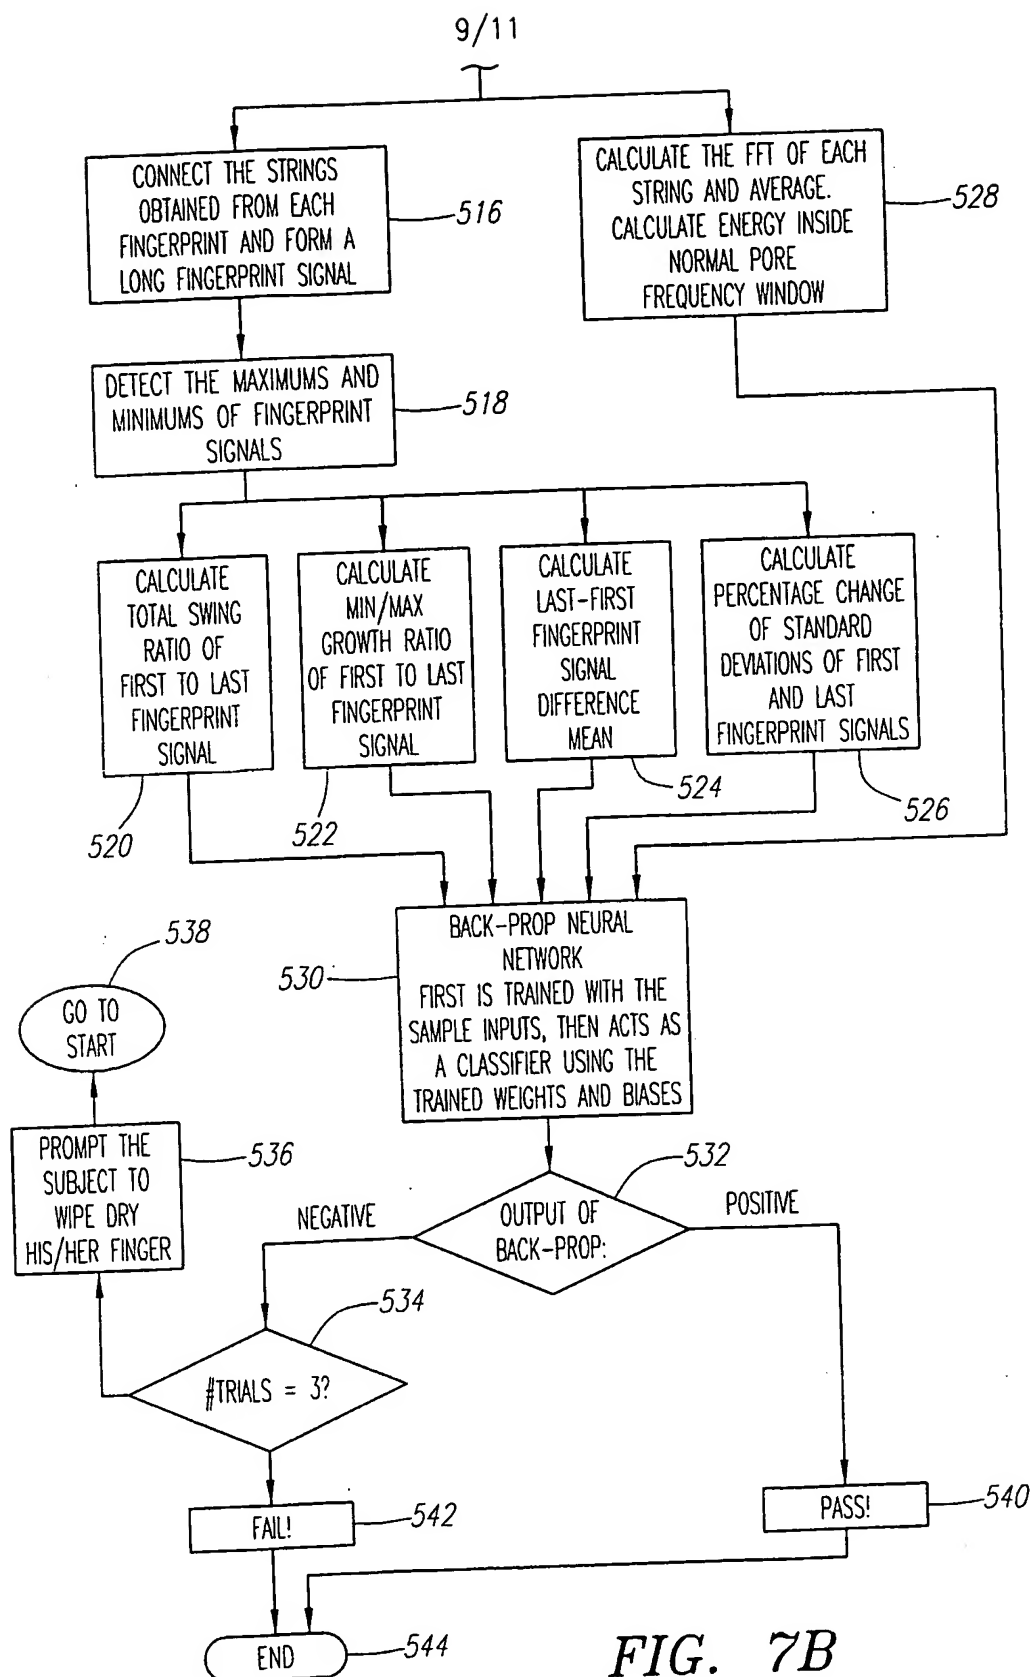 9/11
CONNECT THE STRINGS
OBTAINED FROM EACH
FINGERPRINT AND FORM A
LONG FINGERPRINT SIGNAL
516
CALCULATE THE FFT OF EACH
STRING AND AVERAGE.
CALCULATE ENERGY INSIDE
NORMAL PORE
FREQUENCY WINDOW
528
DETECT THE MAXIMUMS AND
MINIMUMS OF FINGERPRINT
SIGNALS
518
CALCULATE
TOTAL SWING
RATIO OF
FIRST TO LAST
FINGERPRINT
SIGNAL
520
CALCULATE
MIN/MAX
GROWTH RATIO
OF FIRST TO LAST
FINGERPRINT
SIGNAL
522
CALCULATE
LAST-FIRST
FINGERPRINT
SIGNAL
DIFFERENCE
MEAN
524
CALCULATE
PERCENTAGE CHANGE
OF STANDARD
DEVIATIONS OF FIRST
AND LAST
FINGERPRINT SIGNALS
526
BACK-PROP NEURAL
NETWORK
FIRST IS TRAINED WITH THE
SAMPLE INPUTS, THEN ACTS AS
A CLASSIFIER USING THE
TRAINED WEIGHTS AND BIASES
530
538
GO TO
START
PROMPT THE
SUBJECT TO
WIPE DRY
HIS/HER FINGER
536
532
OUTPUT OF
BACK-PROP:
NEGATIVE
POSITIVE
534
#TRIALS = 3?
FAIL!
542
PASS!
540
END
544
FIG. 7B